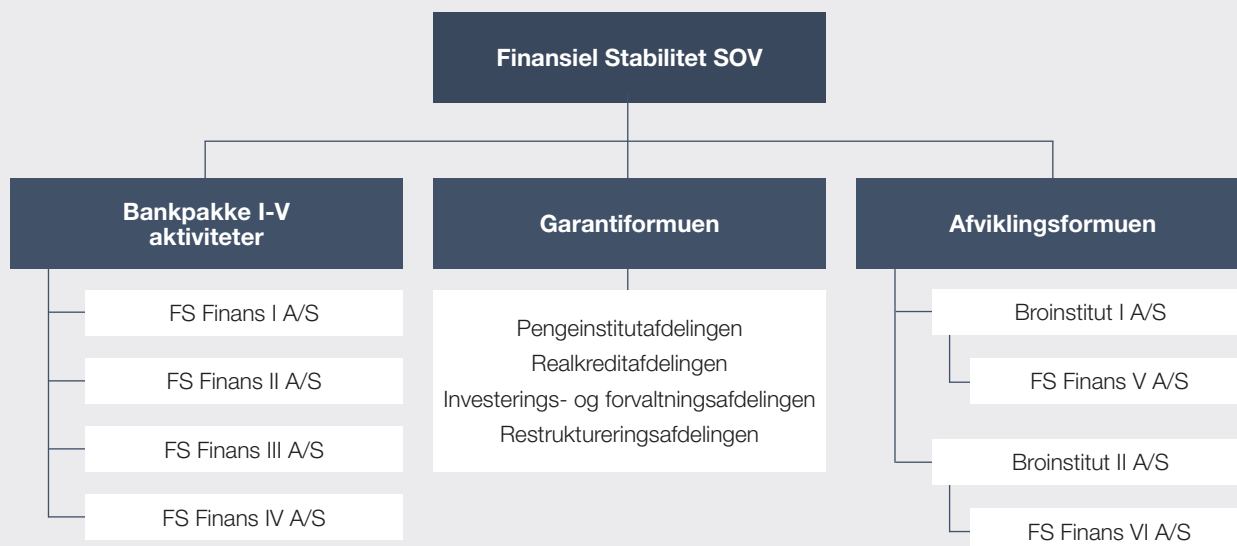 Finansiel Stabilitet SOV
Bankpakke I-V
aktiviteter
FS Finans I A/S
FS Finans II A/S
FS Finans III A/S
FS Finans IV A/S
Garantiformuen
Pengeinstitutafdelingen
Realkreditafdelingen
Investerings- og forvaltningsafdelingen
Restruktureringsafdelingen
Afviklingsformuen
Broinstitut I A/S
FS Finans V A/S
Broinstitut II A/S
FS Finans VI A/S